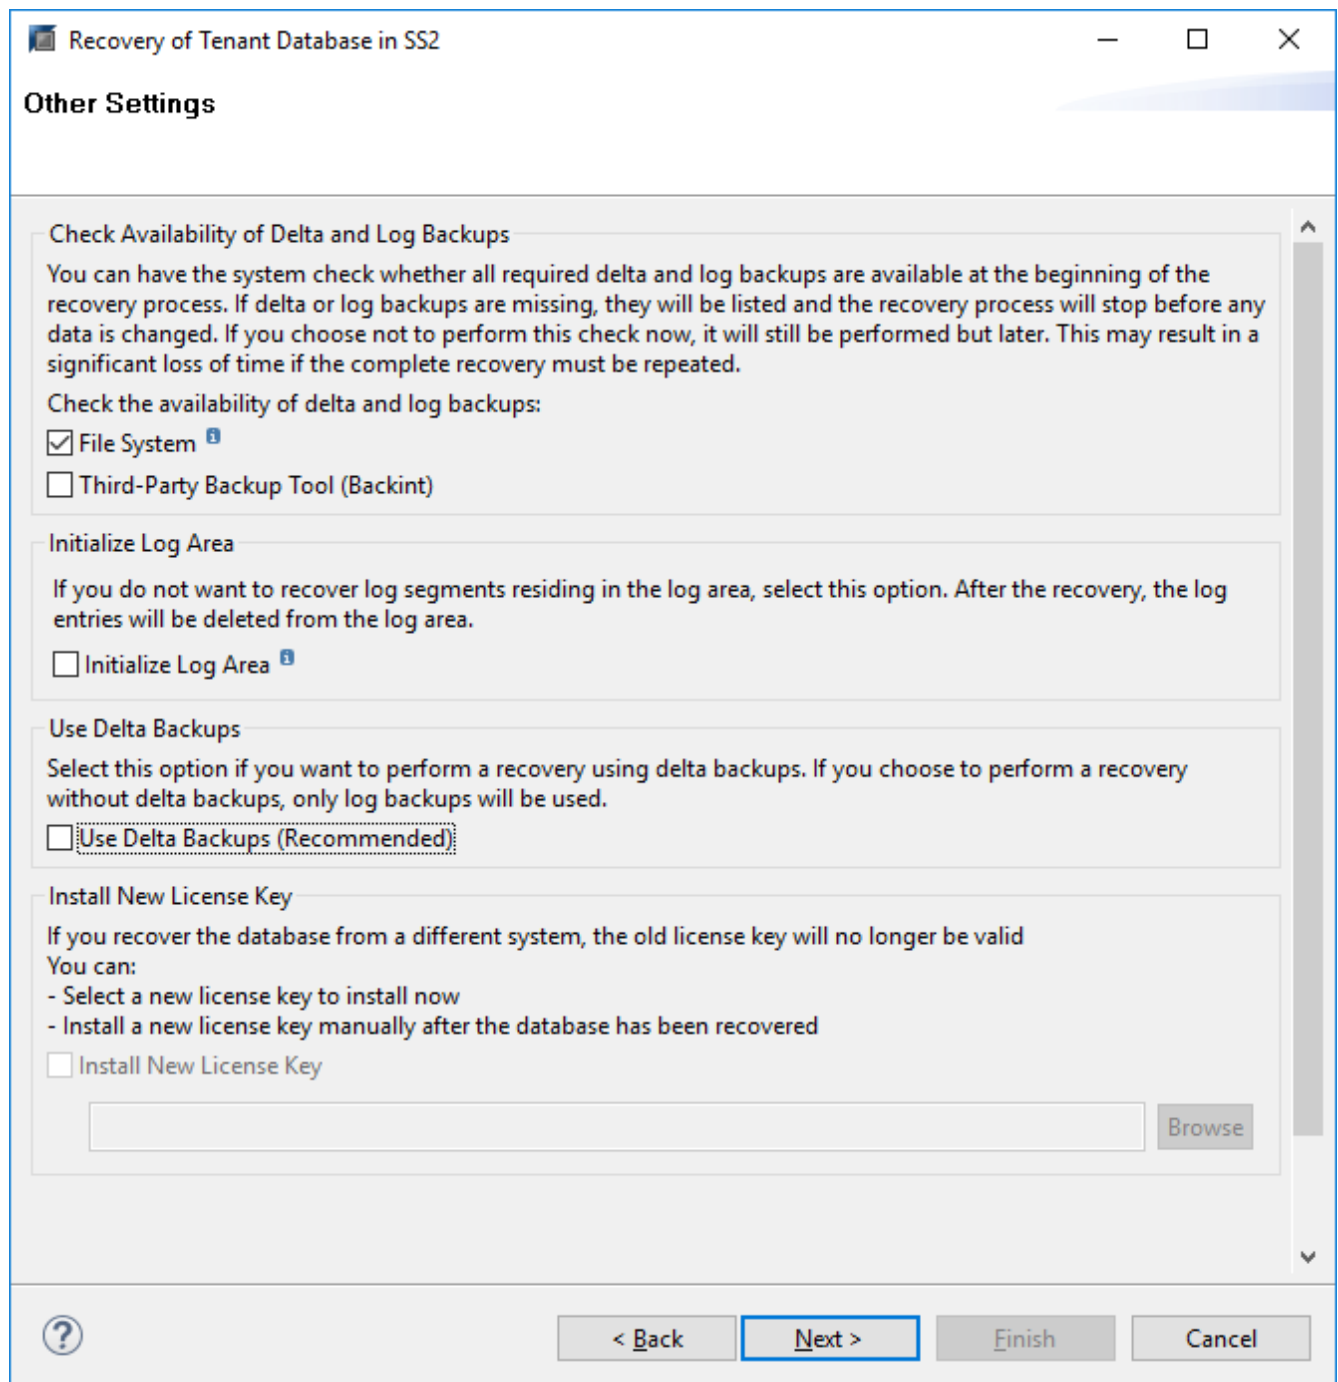 Recovery of Tenant Database in SS2
Other Settings
Check Availability of Delta and Log Backups
You can have the system check whether all required delta and log backups are available at the beginning of the
recovery process. If delta or log backups are missing, they will be listed and the recovery process will stop before any
data is changed. If you choose not to perform this check now, it will still be performed but later. This may result in a
significant loss of time if the complete recovery must be repeated.
Check the availability of delta and log backups:
File System
Third-Party Backup Tool (Backint)
Initialize Log Area
If you do not want to recover log segments residing in the log area, select this option. After the recovery, the log
entries will be deleted from the log area.
Initialize Log Area
Use Delta Backups
Select this option if you want to perform a recovery using delta backups. If you choose to perform a recovery
without delta backups, only log backups will be used.
Use Delta Backups (Recommended)
Install New License Key
If you recover the database from a different system, the old license key will no longer be valid
You can:
- Select a new license key to install now
- Install a new license key manually after the database has been recovered
Install New License Key
Browse
< Back Next > Finish Cancel